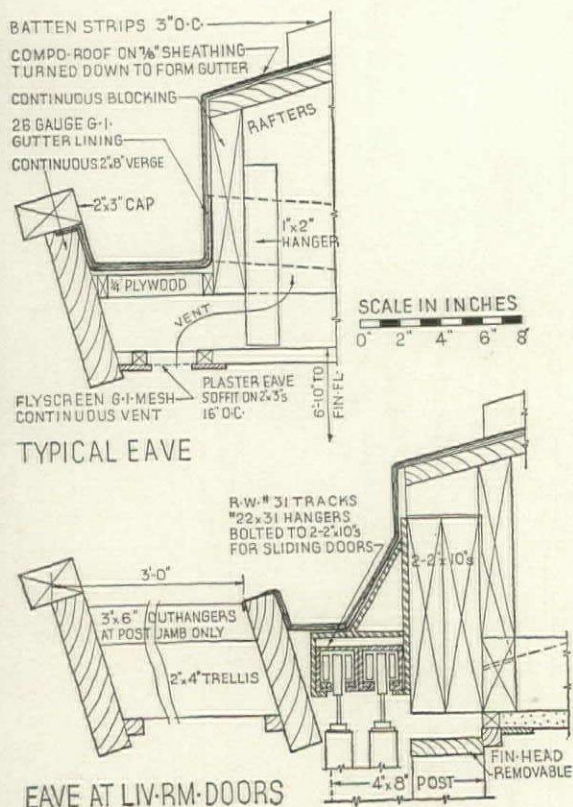 BATTEN STRIPS 3" O·C·
COMPO-ROOF ON 7/8" SHEATHING
TURNED DOWN TO FORM GUTTER
CONTINUOUS BLOCKING
26 GAUGE G·I·
GUTTER LINING
CONTINUOUS 2"x8" VERGE
2"x3" CAP
RAFTERS
1"x2"
HANGER
1/4" PLYWOOD
VENT
SCALE IN INCHES
0" 2" 4" 6" 8"
FLYSCREEN G·I·MESH
CONTINUOUS VENT
PLASTER EAVE
SOFFIT ON 2"x3's
16" O·C·
6'-10" TO
FIN·FL·
TYPICAL EAVE
R·W·# 31 TRACKS
#22x31 HANGERS
BOLTED TO 2-2"x10's
FOR SLIDING DOORS
2-2"x10's
3'-0"
3"x6" OUTHANGERS
AT POST JAMB ONLY
2"x4" TRELLIS
4"x8" POST
FIN·HEAD
REMOVABLE
EAVE AT LIV·RM·DOORS